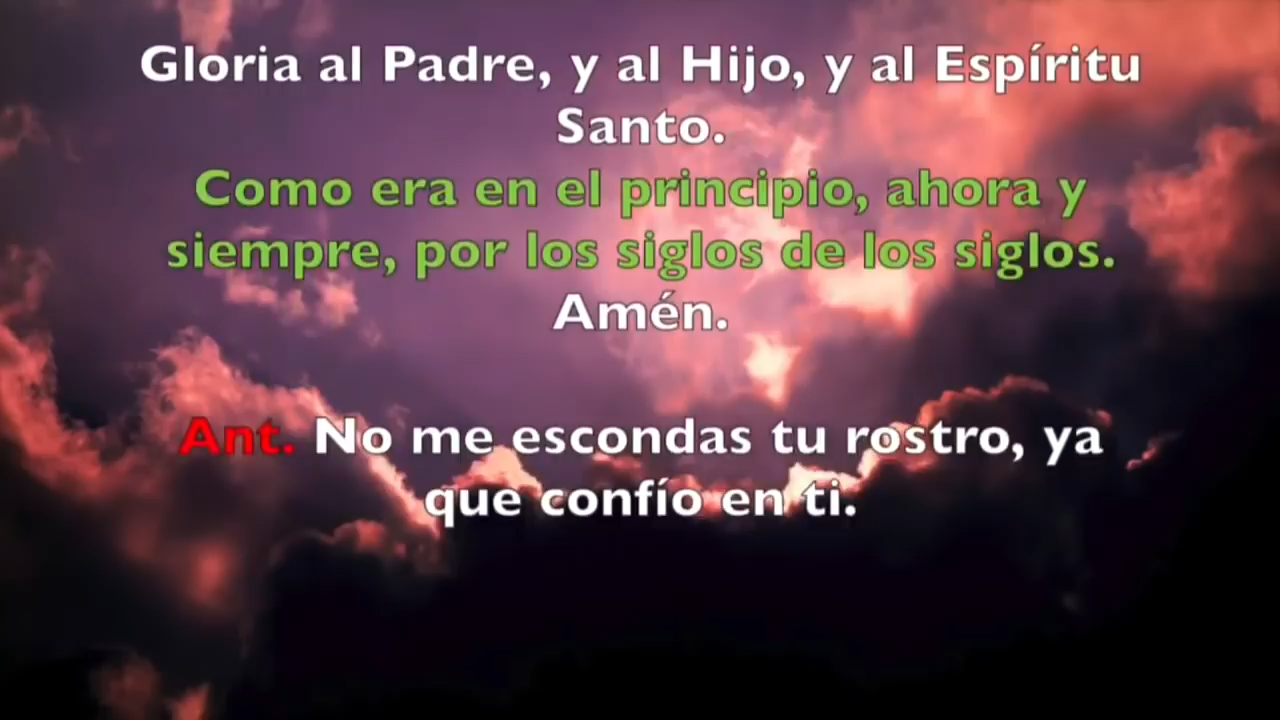 Gloria al Padre, y al Hijo, y al Espíritu
Santo.
Como era en el principio, ahora y
siempre, por los siglos de los siglos.
Amén.
Ant. No me escondas tu rostro, ya
que confío en ti.